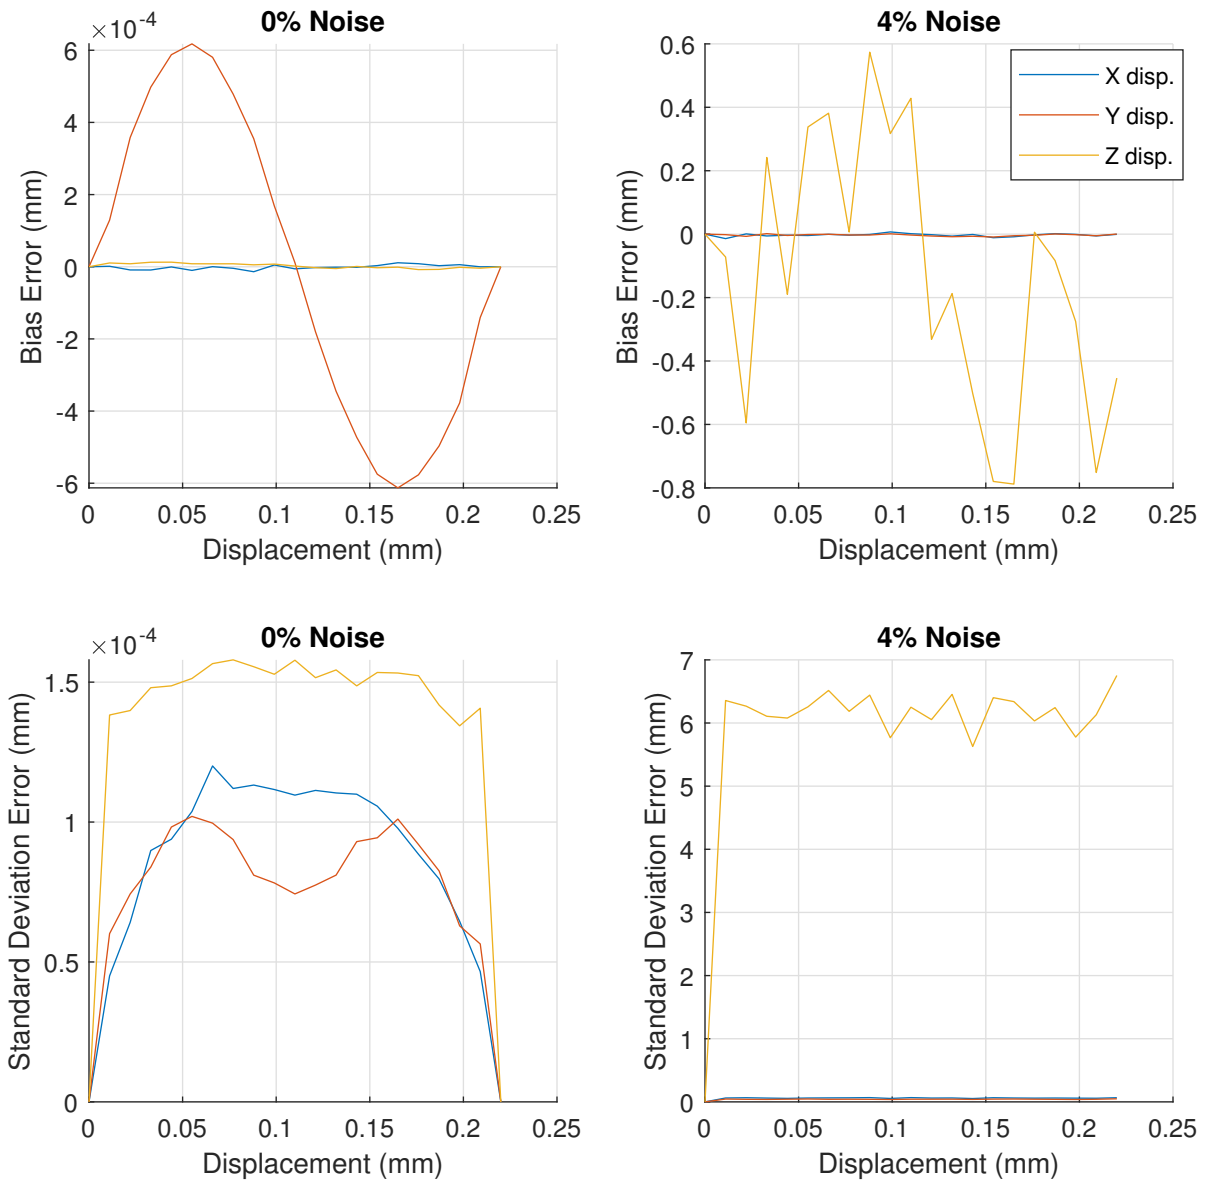 ×10^-4
0% Noise
6
4
2
0
-2
-4
-6
Bias Error (mm)
0 0.05 0.1 0.15 0.2 0.25
Displacement (mm)
4% Noise
0.6
0.4
0.2
0
-0.2
-0.4
-0.6
-0.8
Bias Error (mm)
X disp.
Y disp.
Z disp.
0 0.05 0.1 0.15 0.2 0.25
Displacement (mm)
×10^-4
0% Noise
1.5
1
0.5
0
Standard Deviation Error (mm)
0 0.05 0.1 0.15 0.2 0.25
Displacement (mm)
4% Noise
7
6
5
4
3
2
1
0
Standard Deviation Error (mm)
0 0.05 0.1 0.15 0.2 0.25
Displacement (mm)